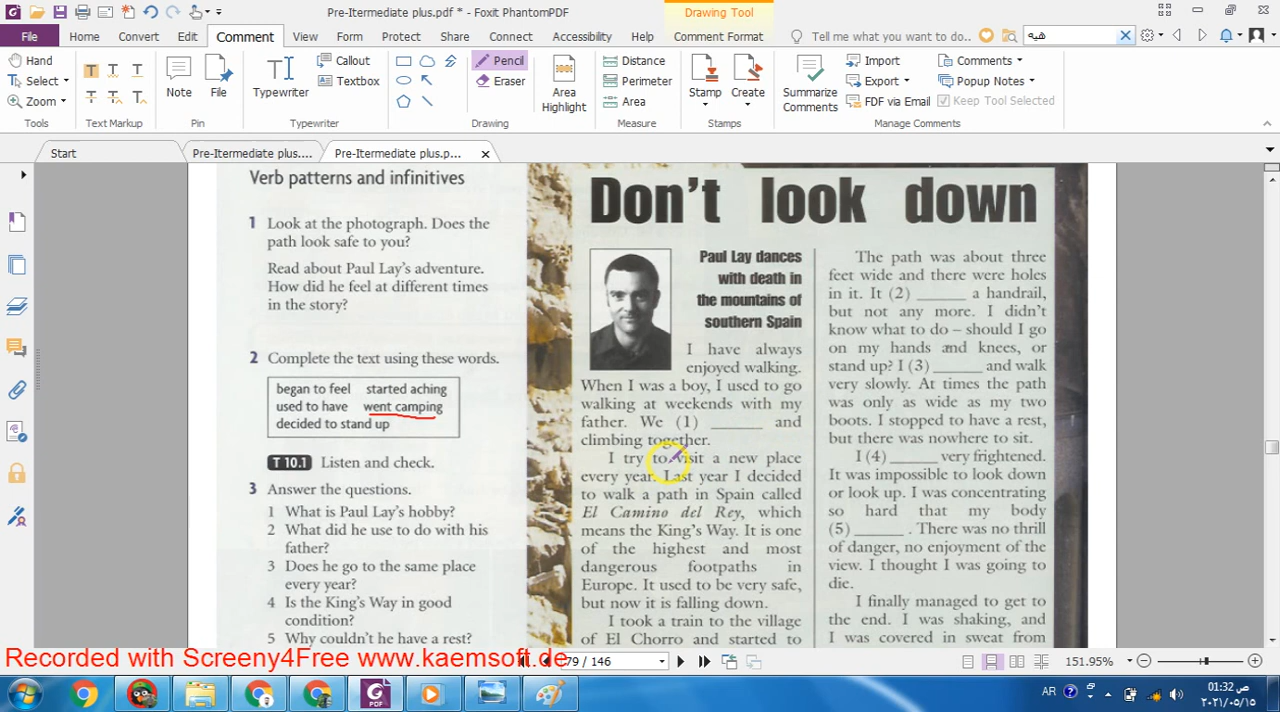 Pre-Itermediate plus.pdf * - Foxit PhantomPDF
Drawing Tool
File Home Convert Edit Comment View Form Protect Share Connect Accessibility Help Comment Format
Tell me what you want to do..
هيه
Hand
Select
Zoom
Tools
Text Markup
Note
File
Pin
Typewriter
Callout
Textbox
Typewriter
Pencil
Eraser
Area
Highlight
Drawing
Distance
Perimeter
Area
Measure
Stamp
Create
Stamps
Summarize
Comments
Import
Export
FDF via Email
Comments
Popup Notes
Keep Tool Selected
Manage Comments
Start
Pre-Itermediate plus....
Pre-Itermediate plus.p...
Verb patterns and infinitives
1 Look at the photograph. Does the
path look safe to you?
Read about Paul Lay's adventure.
How did he feel at different times
in the story?
2 Complete the text using these words.
began to feel started aching
used to have went camping
decided to stand up
T 10.1 Listen and check.
3 Answer the questions.
1 What is Paul Lay's hobby?
2 What did he use to do with his
father?
3 Does he go to the same place
every year?
4 Is the King's Way in good
condition?
5 Why couldn't he have a rest?
Don't look down
Paul Lay dances
with death in
the mountains of
southern Spain
I have always
enjoyed walking.
When I was a boy, I used to go
walking at weekends with my
father. We (1) ______ and
climbing together.
I try to visit a new place
every year. Last year I decided
to walk a path in Spain called
El Camino del Rey, which
means the King's Way. It is one
of the highest and most
dangerous footpaths in
Europe. It used to be very safe,
but now it is falling down.
I took a train to the village
of El Chorro and started to
The path was about three
feet wide and there were holes
in it. It (2) ______ a handrail,
but not any more. I didn't
know what to do – should I go
on my hands and knees, or
stand up? I (3) ______ and walk
very slowly. At times the path
was only as wide as my two
boots. I stopped to have a rest,
but there was nowhere to sit.
I (4) ______ very frightened.
It was impossible to look down
or look up. I was concentrating
so hard that my body
(5) ______ . There was no thrill
of danger, no enjoyment of the
view. I thought I was going to
die.
I finally managed to get to
the end. I was shaking, and
I was covered in sweat from
Recorded with Screeny4Free www.kaemsoft.de
79 / 146
151.95%
AR
01:32 ص
٢٠٢١/٠٥/١٥